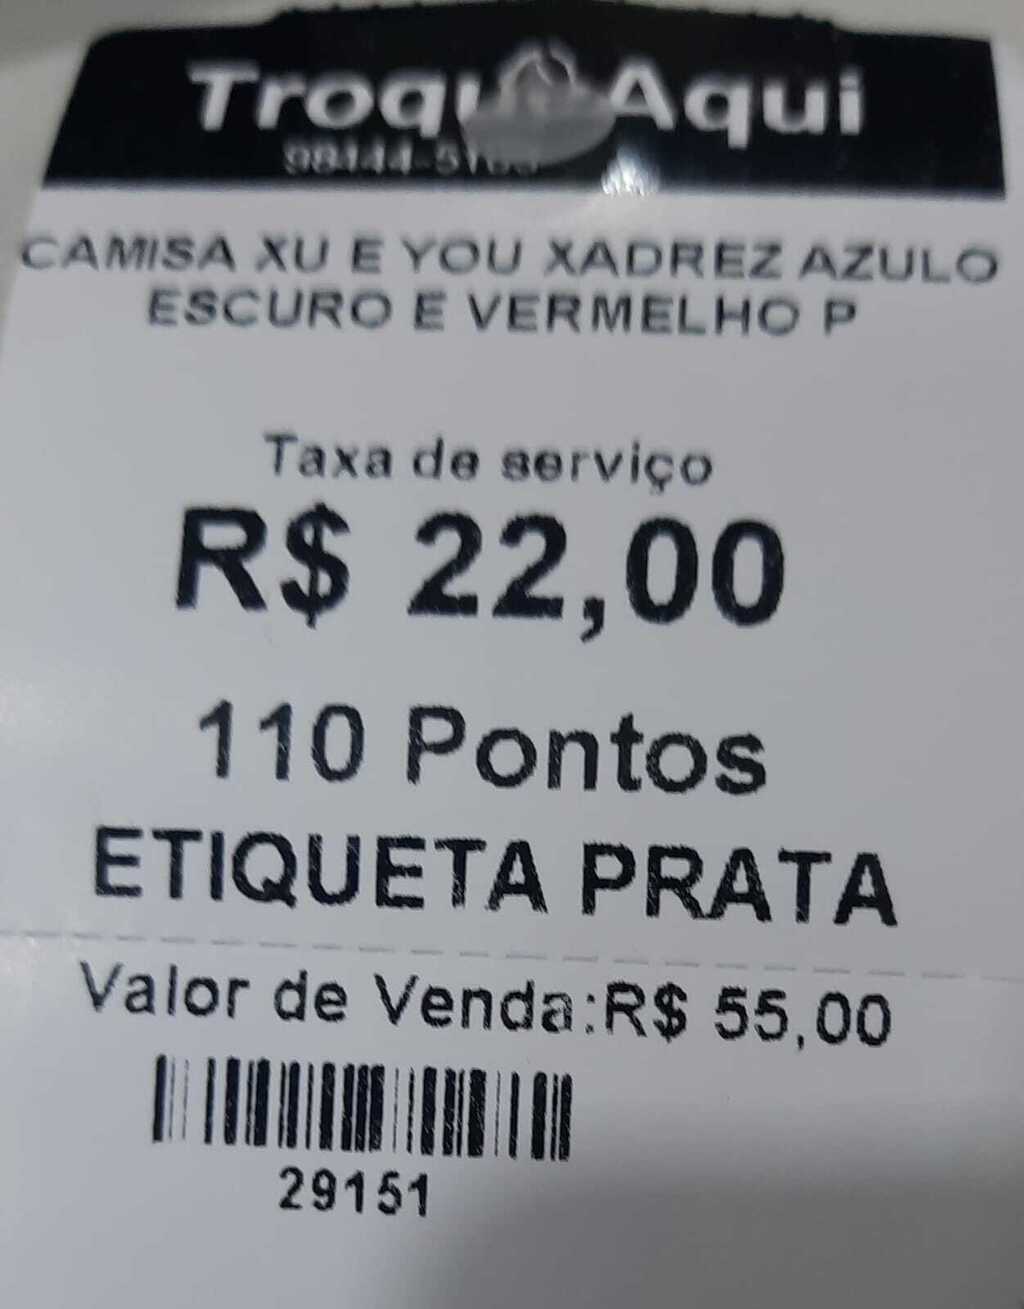 Troque Aqui
CAMISA XU E YOU XADREZ AZULO
ESCURO E VERMELHO P
Taxa de serviço
R$ 22,00
110 Pontos
ETIQUETA PRATA
Valor de Venda:R$ 55,00
29151